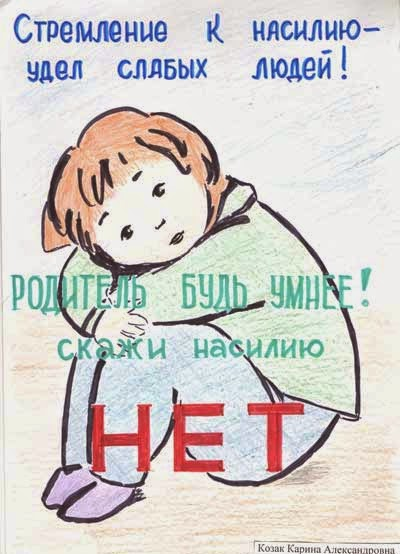 Стремление к насилию-
удел слабых людей!
РОДИТЕЛЬ БУДЬ УМНЕЕ!
скажи насилию
НЕТ
Козак Карина Александровна